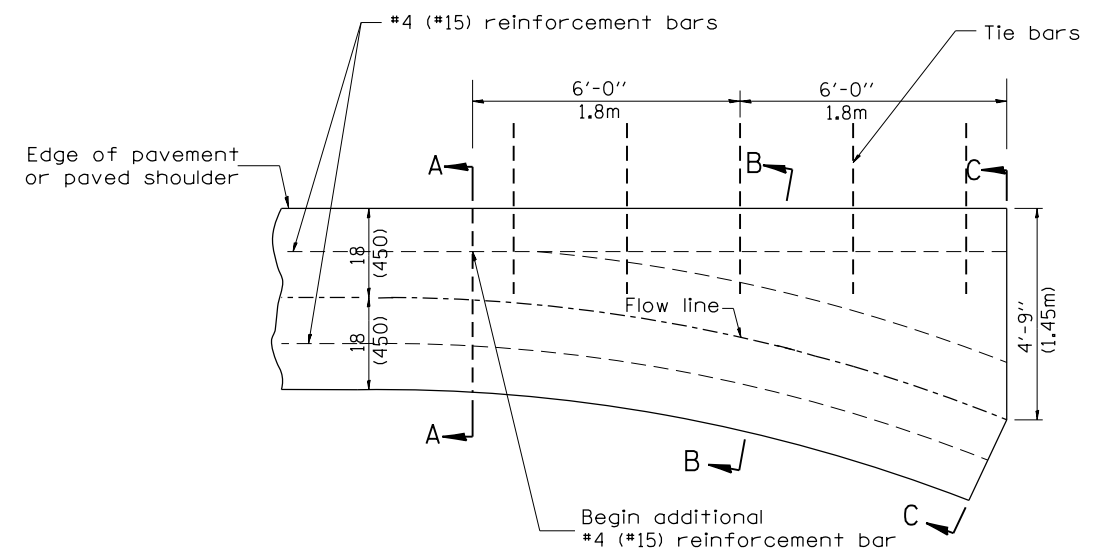 #4 (#15) reinforcement bars
Tie bars
6'-0"
1.8m
6'-0"
1.8m
Edge of pavement
or paved shoulder
A
B
C
18
(450)
18
(450)
Flow line
4'-9"
(1.45m)
A
B
C
Begin additional
#4 (#15) reinforcement bar